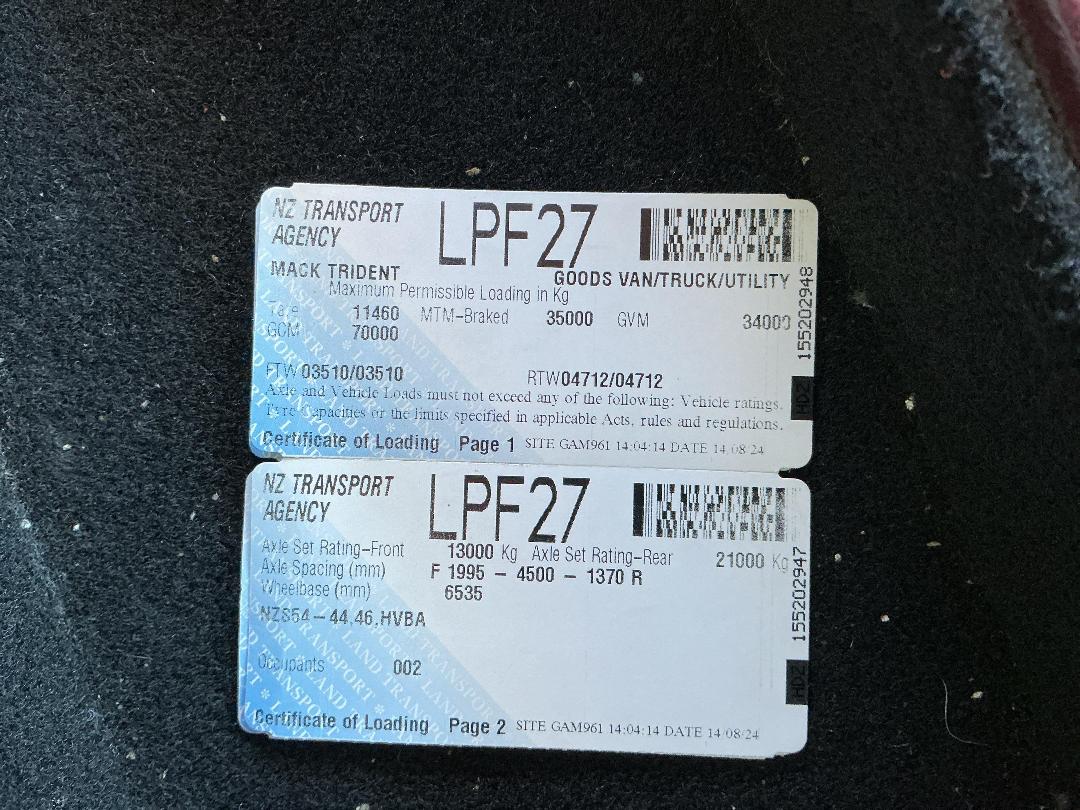 NZ TRANSPORT
AGENCY
LPF27
MACK TRIDENT
GOODS VAN/TRUCK/UTILITY
Maximum Permissible Loading in Kg
Tare 11460 MTM-Braked 35000 GVM 34000
GCM 70000
FTW 03510/03510 RTW 04712/04712
Axle and Vehicle Loads must not exceed any of the following: Vehicle ratings.
Tyre Capacities or the limits specified in applicable Acts, rules and regulations.
Certificate of Loading Page 1 SITE GAM961 14:04:14 DATE 14/08/24
155202948
HDZ
NZ TRANSPORT
AGENCY
LPF27
Axle Set Rating-Front 13000 Kg Axle Set Rating-Rear 21000 Kg
Axle Spacing (mm) F 1995 - 4500 - 1370 R
Wheelbase (mm) 6535
NZS54-44,46,HVBA
Occupants 002
Certificate of Loading Page 2 SITE GAM961 14:04:14 DATE 14/08/24
155202947
HDZ